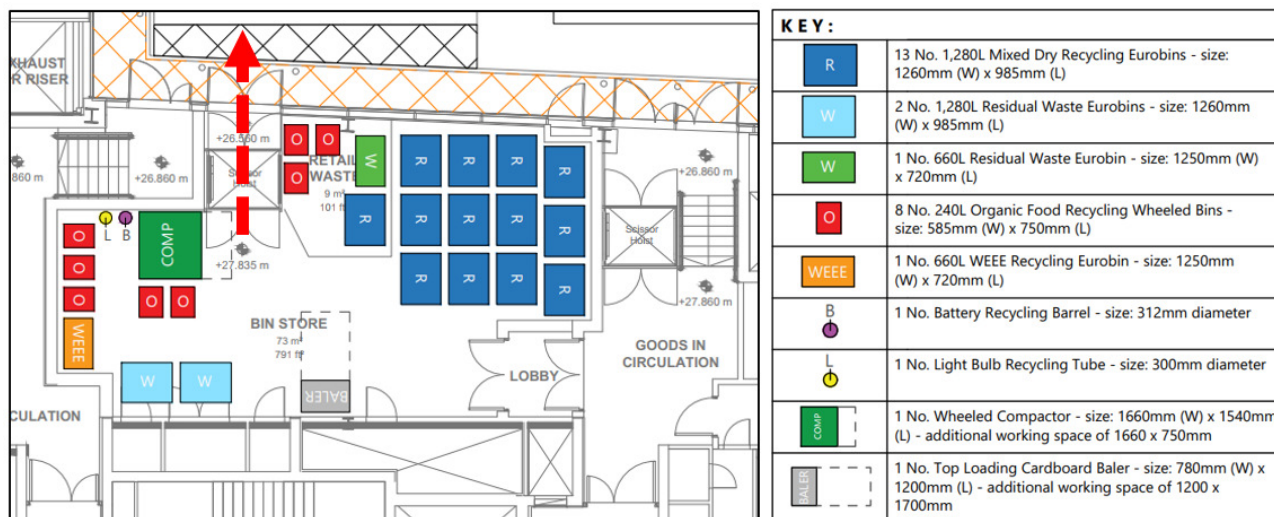 XHAUST
R RISER
+26.560 m
.860 m
+26.860 m
RETAIL
WASTE
9 m²
101 ft²
Scissor
Hoist
+26.860 m
O
O
O
W
R
R
R
R
R
R
R
R
R
R
R
R
R
L
B
COMP
O
O
O
O
O
WEEE
+27.835 m
Scissor
Hoist
+27.860 m
BIN STORE
73 m²
791 ft²
W
W
BALER
LOBBY
GOODS IN
CIRCULATION
CULATION
KEY:
R
13 No. 1,280L Mixed Dry Recycling Eurobins - size:
1260mm (W) x 985mm (L)
W
2 No. 1,280L Residual Waste Eurobins - size: 1260mm
(W) x 985mm (L)
W
1 No. 660L Residual Waste Eurobin - size: 1250mm (W)
x 720mm (L)
O
8 No. 240L Organic Food Recycling Wheeled Bins -
size: 585mm (W) x 750mm (L)
WEEE
1 No. 660L WEEE Recycling Eurobin - size: 1250mm
(W) x 720mm (L)
B
1 No. Battery Recycling Barrel - size: 312mm diameter
L
1 No. Light Bulb Recycling Tube - size: 300mm diameter
COMP
1 No. Wheeled Compactor - size: 1660mm (W) x 1540mm
(L) - additional working space of 1660 x 750mm
BALER
1 No. Top Loading Cardboard Baler - size: 780mm (W) x
1200mm (L) - additional working space of 1200 x
1700mm